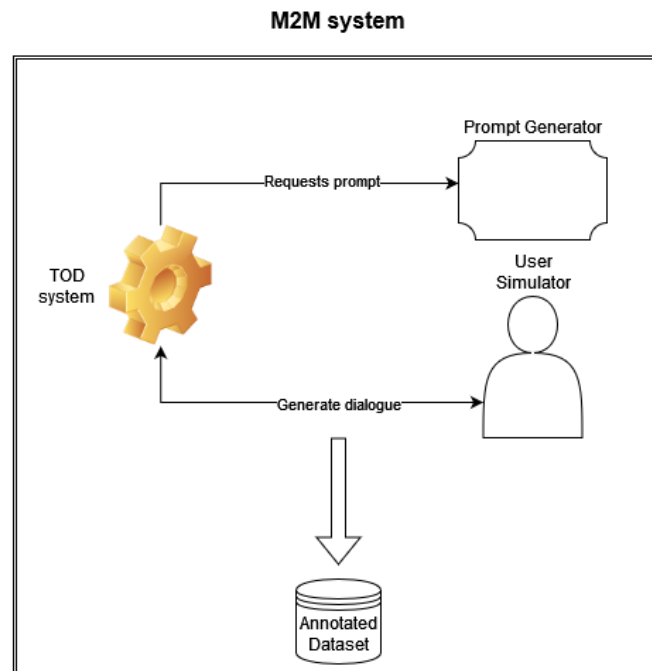 M2M system
Prompt Generator
Requests prompt
TOD
system
User
Simulator
Generate dialogue
Annotated
Dataset